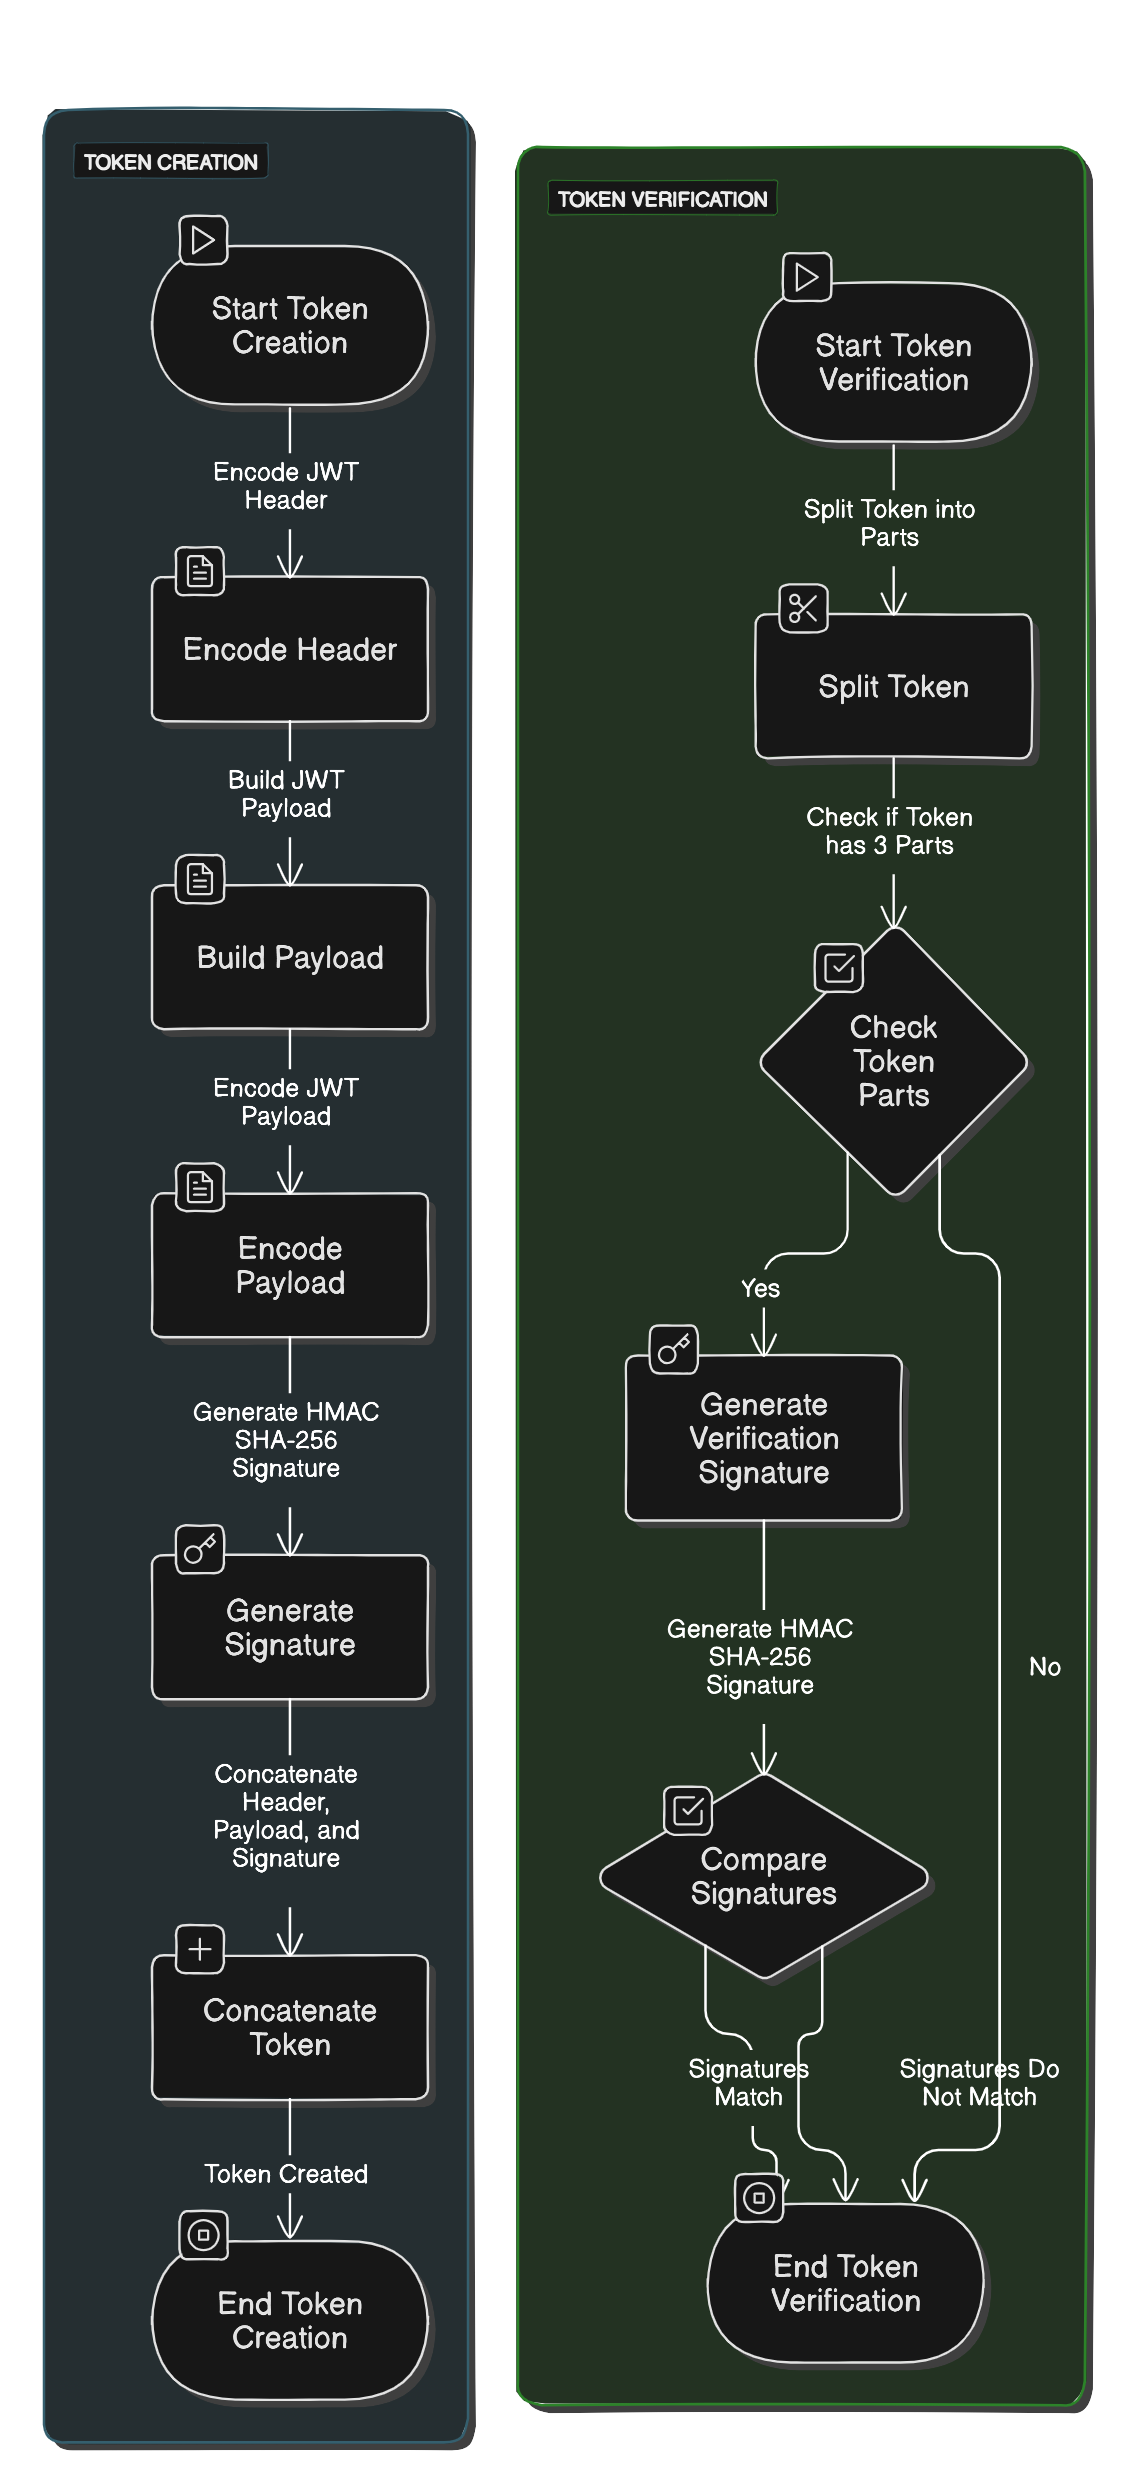 TOKEN CREATION
Start Token
Creation
Encode JWT
Header
Encode Header
Build JWT
Payload
Build Payload
Encode JWT
Payload
Encode
Payload
Generate HMAC
SHA-256
Signature
Generate
Signature
Concatenate
Header,
Payload, and
Signature
Concatenate
Token
Token Created
End Token
Creation
TOKEN VERIFICATION
Start Token
Verification
Split Token into
Parts
Split Token
Check if Token
has 3 Parts
Check
Token
Parts
Yes
Generate
Verification
Signature
Generate HMAC
SHA-256
Signature
No
Compare
Signatures
Signatures
Match
Signatures Do
Not Match
End Token
Verification